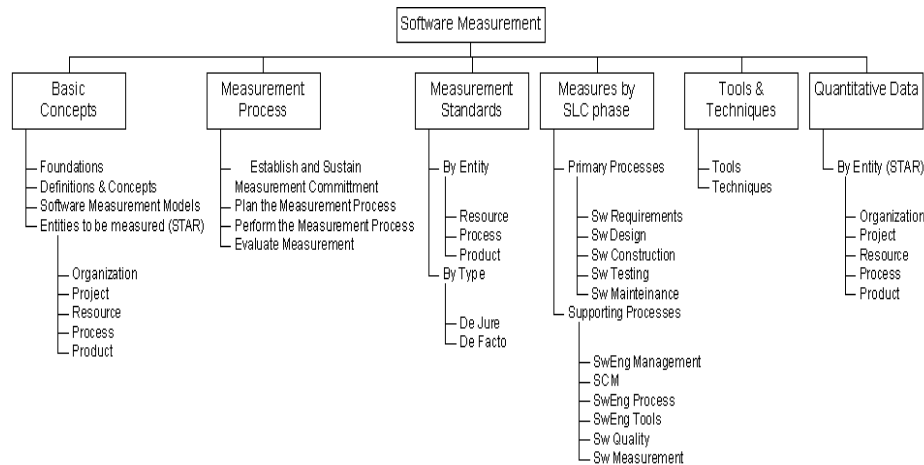 Software Measurement
Basic
Concepts
Foundations
Definitions & Concepts
Software Measurement Models
Entities to be measured (STAR)
Organization
Project
Resource
Process
Product
Measurement
Process
Establish and Sustain
Measurement Committment
Plan the Measurement Process
Perform the Measurement Process
Evaluate Measurement
Measurement
Standards
By Entity
Resource
Process
Product
By Type
De Jure
De Facto
Measures by
SLC phase
Primary Processes
Sw Requirements
Sw Design
Sw Construction
Sw Testing
Sw Mainteinance
Supporting Processes
SwEng Management
SCM
SwEng Process
SwEng Tools
Sw Quality
Sw Measurement
Tools &
Techniques
Tools
Techniques
Quantitative Data
By Entity (STAR)
Organization
Project
Resource
Process
Product